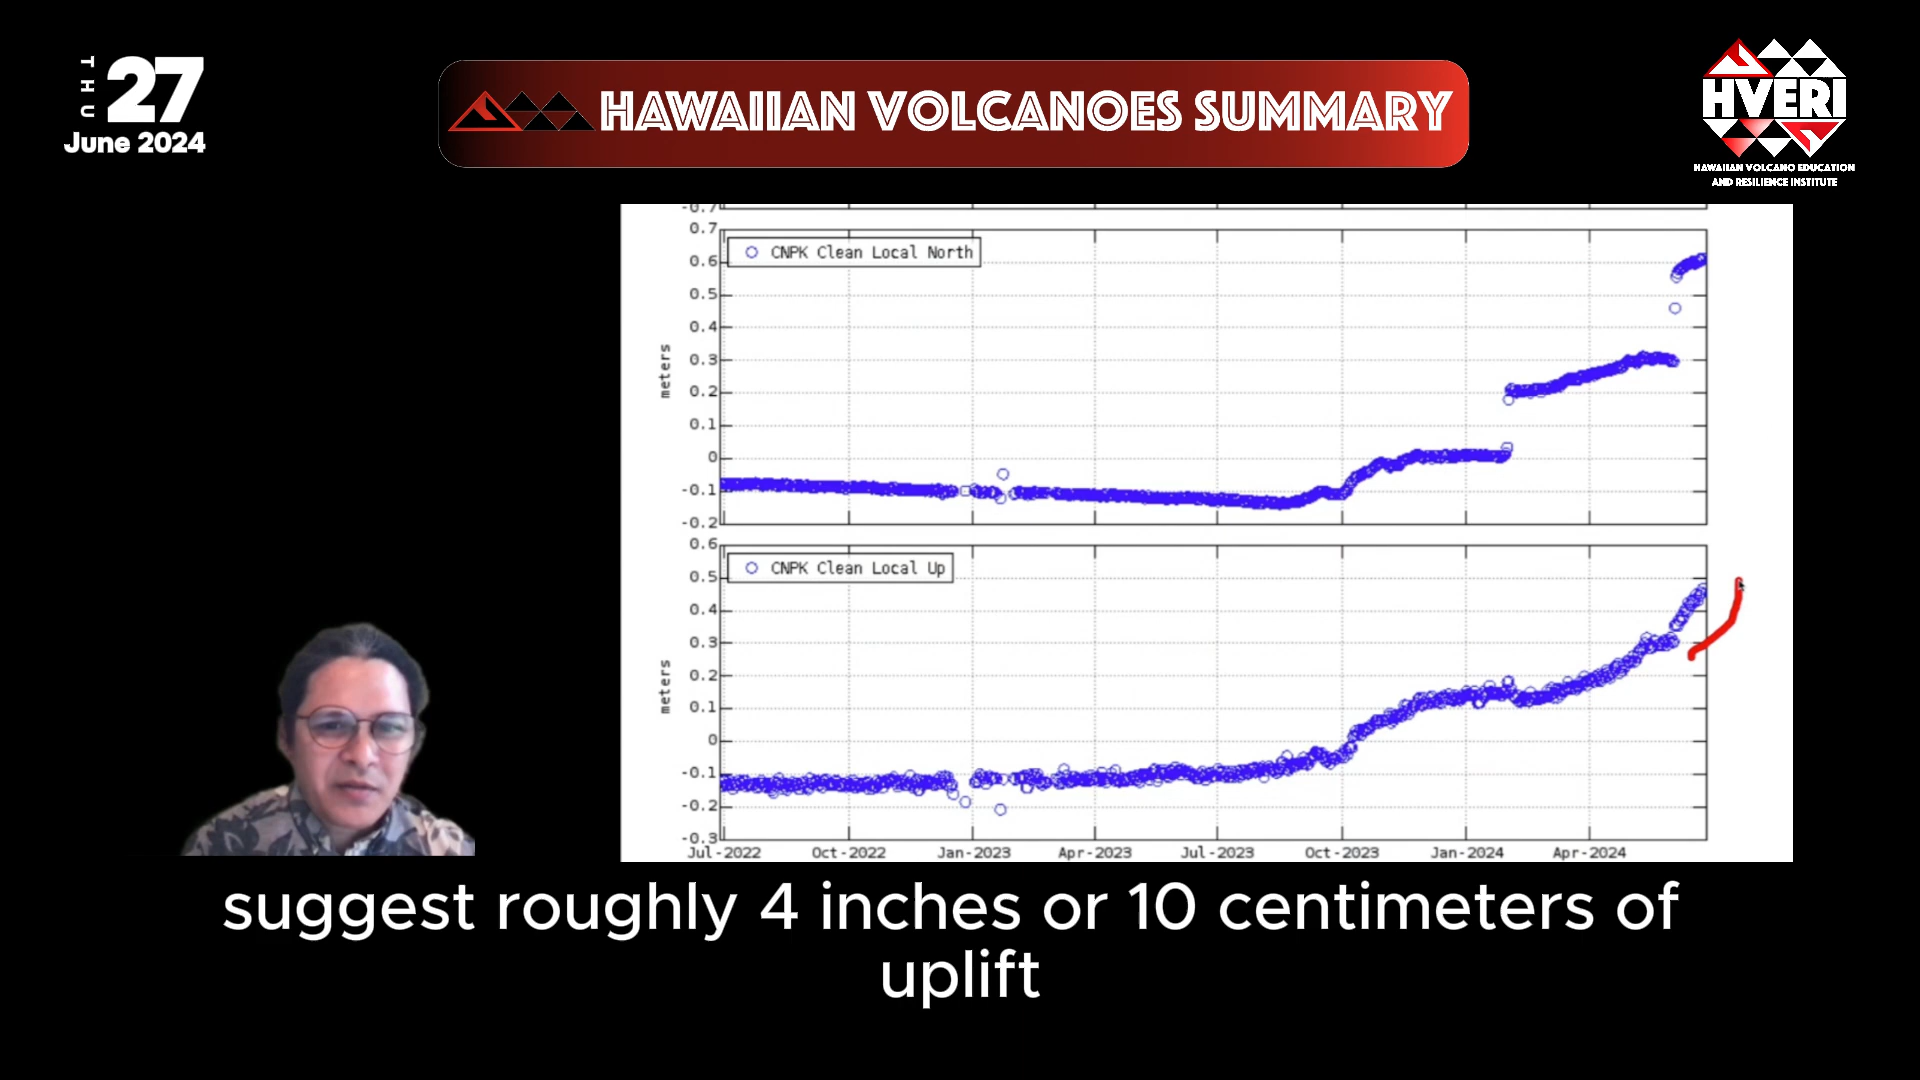 THU
27
June 2024
HAWAIIAN VOLCANOES SUMMARY
HVERI
HAWAIIAN VOLCANO EDUCATION
AND RESILIENCE INSTITUTE
-0.7
0.7
CNPK Clean Local North
0.6
0.5
0.4
0.3
0.2
0.1
0
-0.1
-0.2
meters
0.6
CNPK Clean Local Up
0.5
0.4
0.3
0.2
0.1
0
-0.1
-0.2
-0.3
meters
Jul-2022 Oct-2022 Jan-2023 Apr-2023 Jul-2023 Oct-2023 Jan-2024 Apr-2024
suggest roughly 4 inches or 10 centimeters of
uplift